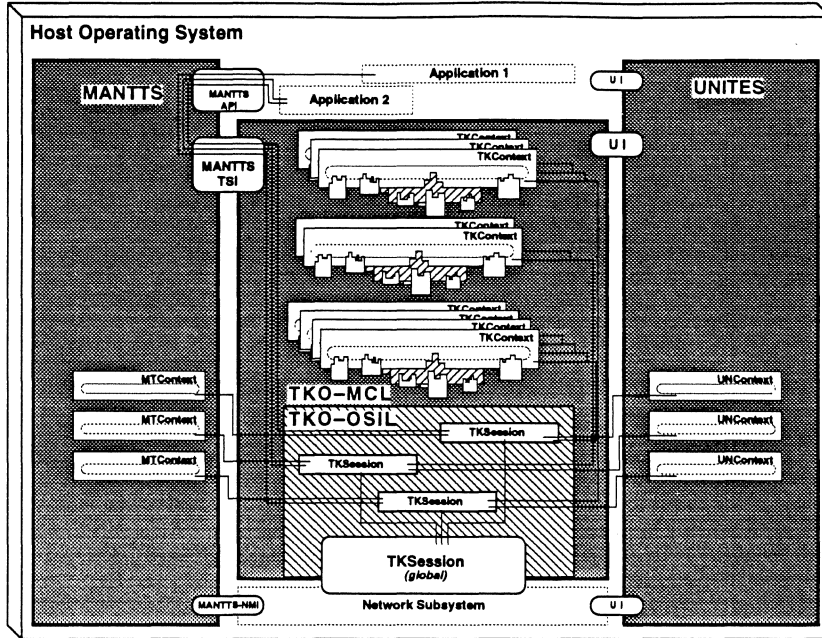 Host Operating System
MANTTS
MANTTS
API
Application 1
Application 2
UI
UNITES
MANTTS
TSI
UI
TKContext
TKContext
TKContext
TKContext
TKContext
TKContext
TKContext
TKContext
TKContext
TKContext
TKO-MCL
TKO-OSIL
MTContext
MTContext
MTContext
TKSession
TKSession
TKSession
UNContext
UNContext
UNContext
TKSession
(global)
MANTTS-NMI
Network Subsystem
UI